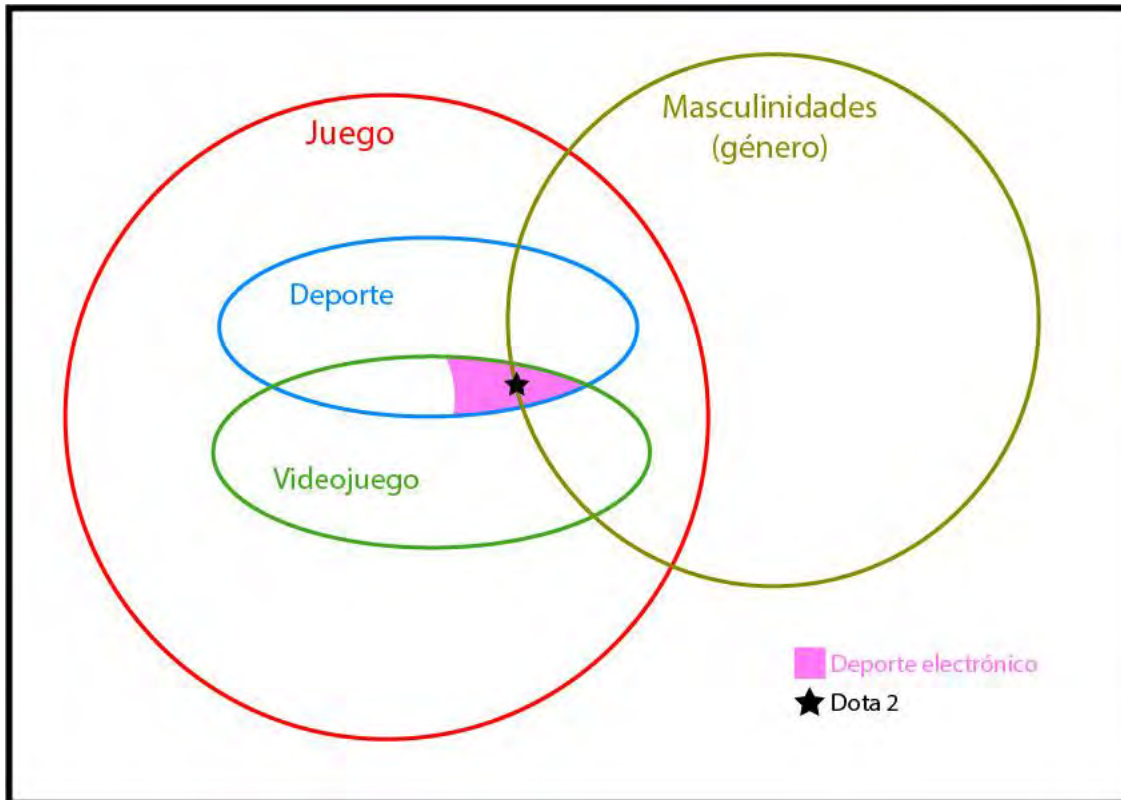 Juego
Masculinidades
(género)
Deporte
Videojuego
Deporte electrónico
Dota 2